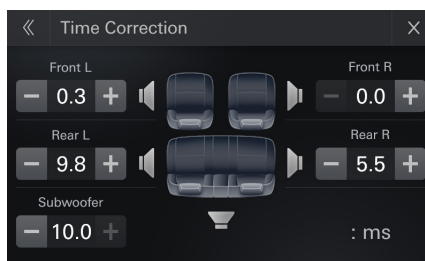 Time Correction
Front L
Front R
− 0.3 +
− 0.0 +
Rear L
Rear R
− 9.8 +
− 5.5 +
Subwoofer
− 10.0 +
: ms